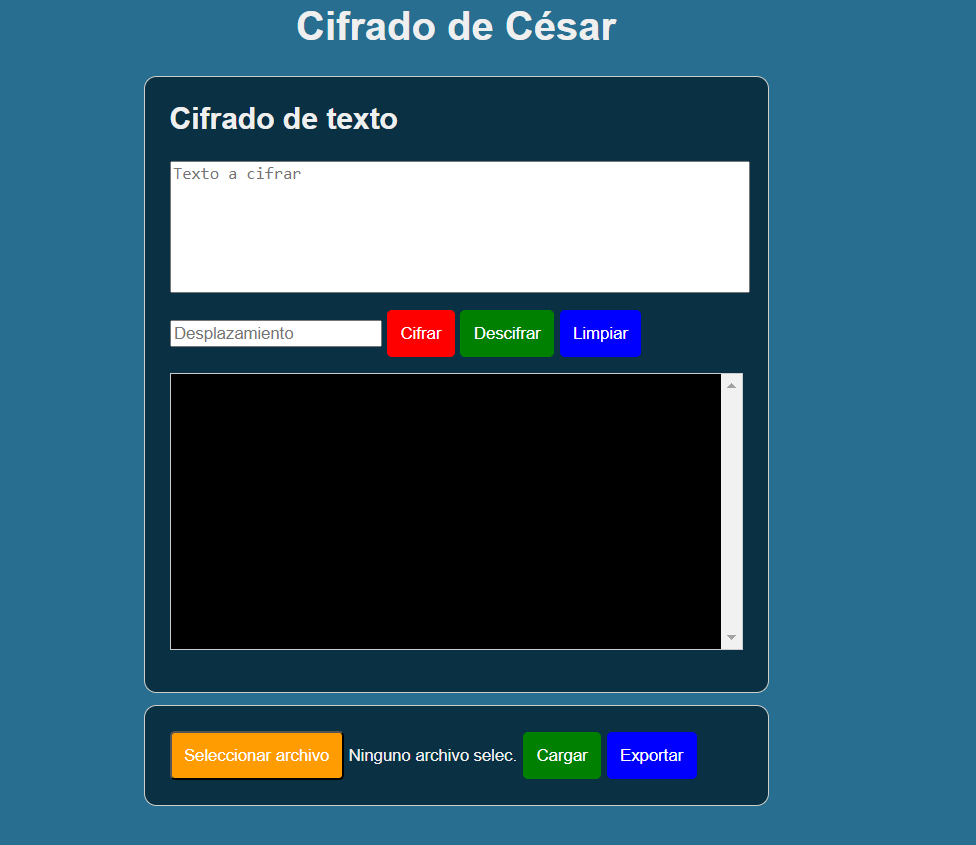 Cifrado de César
Cifrado de texto
Texto a cifrar
Desplazamiento Cifrar Descifrar Limpiar
Seleccionar archivo Ninguno archivo selec. Cargar Exportar